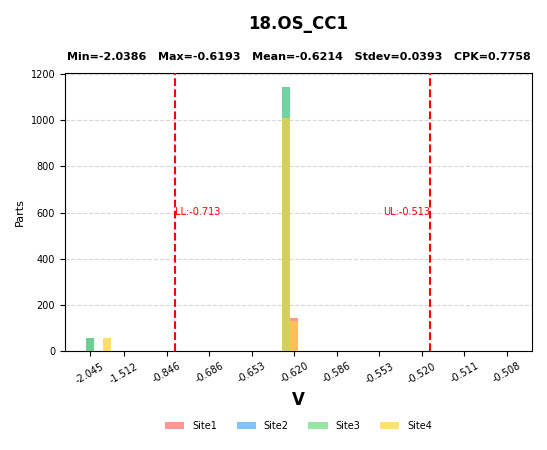 18.OS_CC1
Min=-2.0386 Max=-0.6193 Mean=-0.6214 Stdev=0.0393 CPK=0.7758
1200
1000
800
600
400
200
0
Parts
LL:-0.713
UL:-0.513
-2.045 -1.512 -0.846 -0.686 -0.653 -0.620 -0.586 -0.553 -0.520 -0.511 -0.508
V
Site1 Site2 Site3 Site4